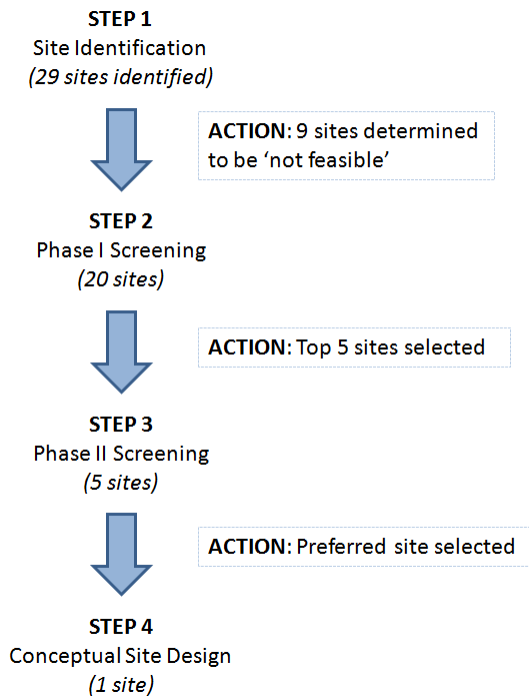 STEP 1
Site Identification
(29 sites identified)
ACTION: 9 sites determined
to be ‘not feasible’
STEP 2
Phase I Screening
(20 sites)
ACTION: Top 5 sites selected
STEP 3
Phase II Screening
(5 sites)
ACTION: Preferred site selected
STEP 4
Conceptual Site Design
(1 site)